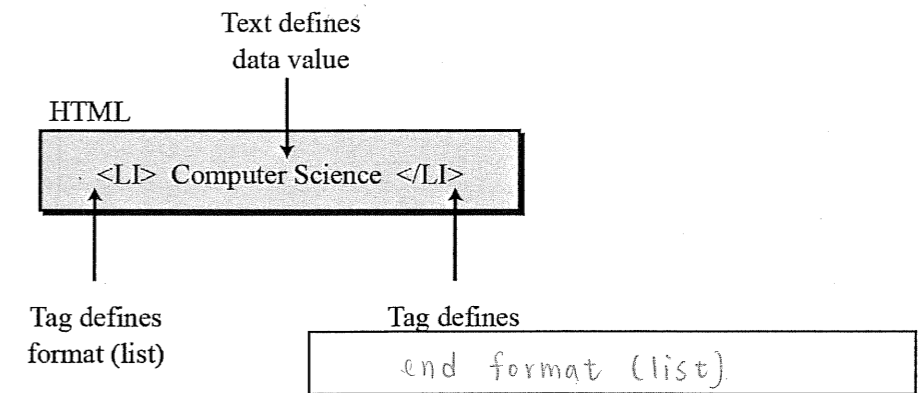 Text defines
data value
HTML
<LI> Computer Science </LI>
Tag defines
format (list)
Tag defines
end format (list)